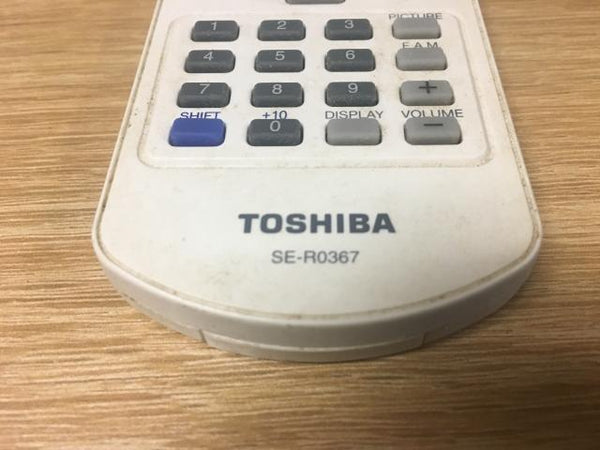 1 2 3 PICTURE
4 5 6 E.A.M.
7 8 9 +
SHIFT +10 DISPLAY VOLUME
0 −
TOSHIBA
SE-R0367